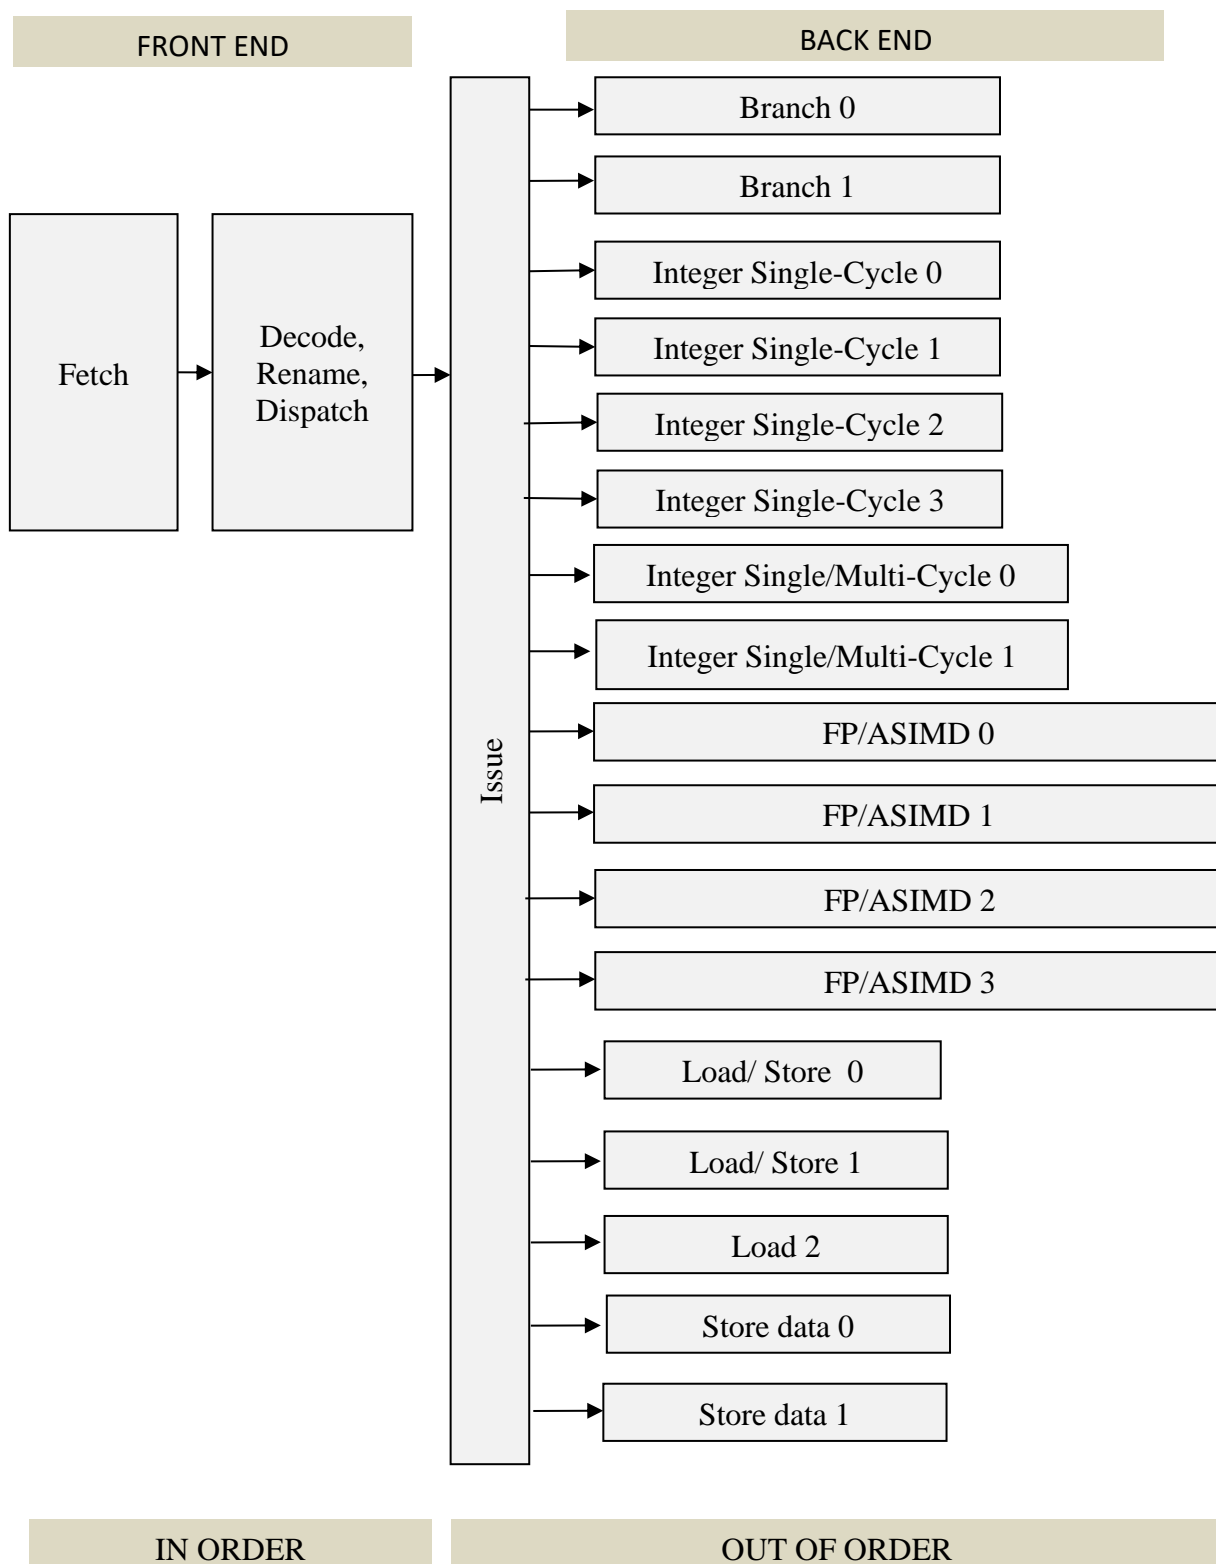 FRONT END
BACK END
Fetch
Decode,
Rename,
Dispatch
Issue
Branch 0
Branch 1
Integer Single-Cycle 0
Integer Single-Cycle 1
Integer Single-Cycle 2
Integer Single-Cycle 3
Integer Single/Multi-Cycle 0
Integer Single/Multi-Cycle 1
FP/ASIMD 0
FP/ASIMD 1
FP/ASIMD 2
FP/ASIMD 3
Load/ Store  0
Load/ Store 1
Load 2
Store data 0
Store data 1
IN ORDER
OUT OF ORDER